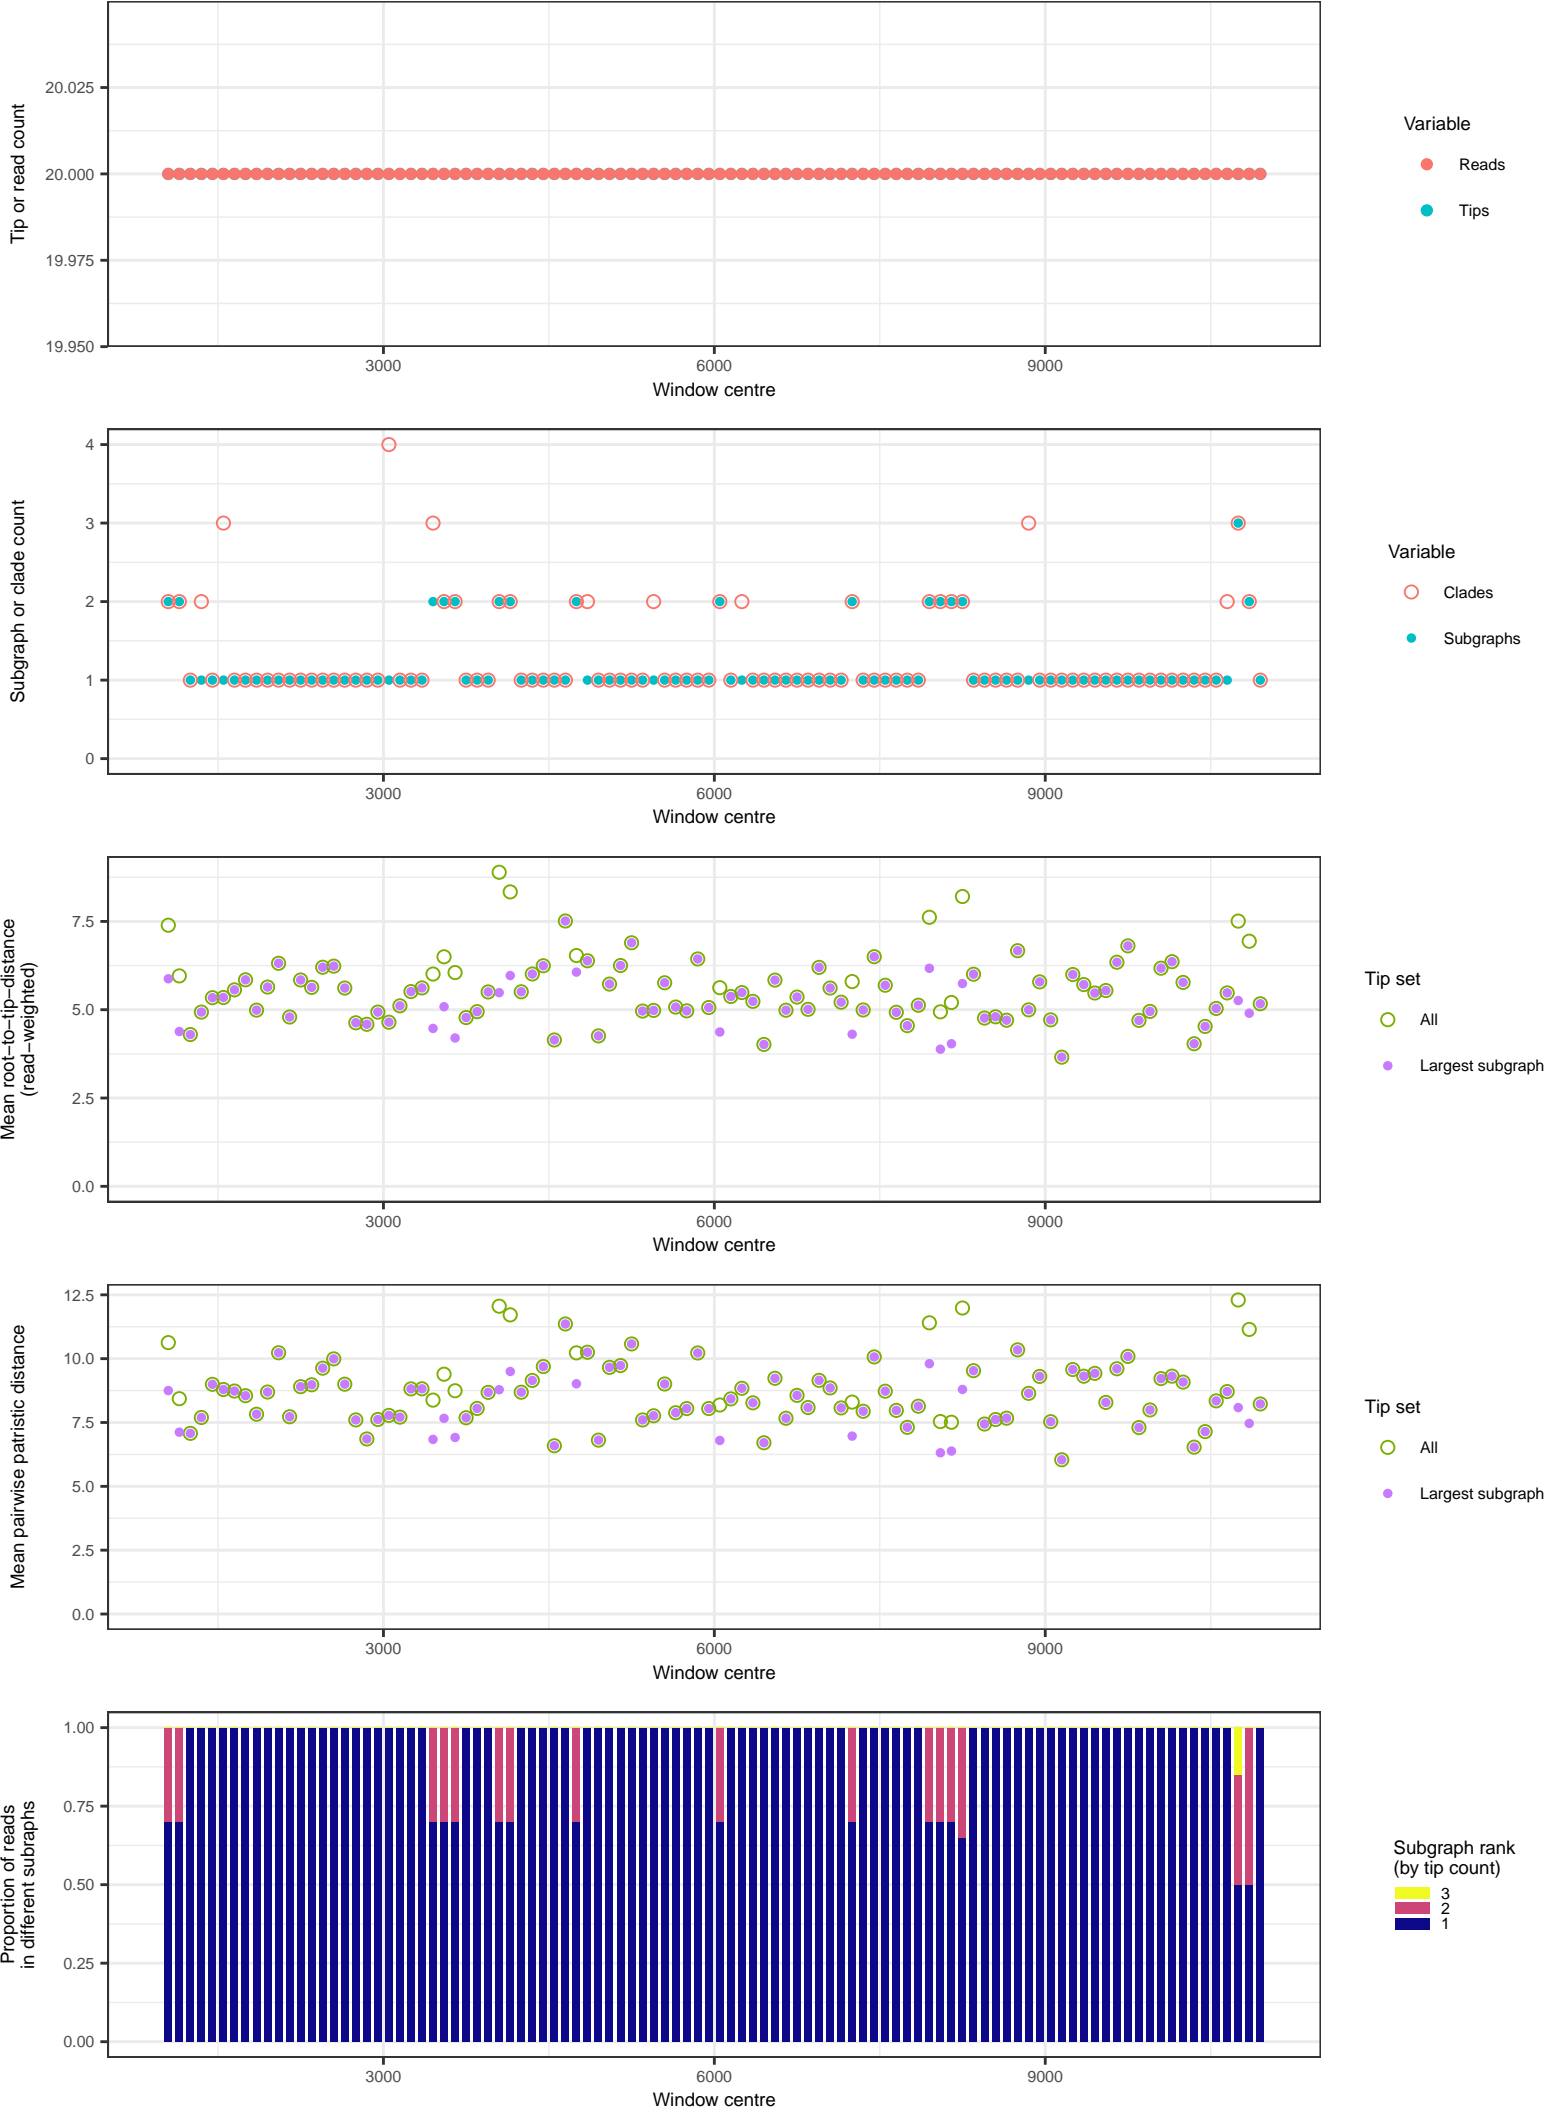 Tip or read count
20.025
20.000
19.975
19.950
3000
6000
9000
Window centre
Variable
Reads
Tips
Subgraph or clade count
4
3
2
1
0
3000
6000
9000
Window centre
Variable
Clades
Subgraphs
Mean root−to−tip−distance
(read−weighted)
7.5
5.0
2.5
0.0
3000
6000
9000
Window centre
Tip set
All
Largest subgraph
Mean pairwise patristic distance
12.5
10.0
7.5
5.0
2.5
0.0
3000
6000
9000
Window centre
Tip set
All
Largest subgraph
Proportion of reads
in different subraphs
1.00
0.75
0.50
0.25
0.00
3000
6000
9000
Window centre
Subgraph rank
(by tip count)
3
2
1